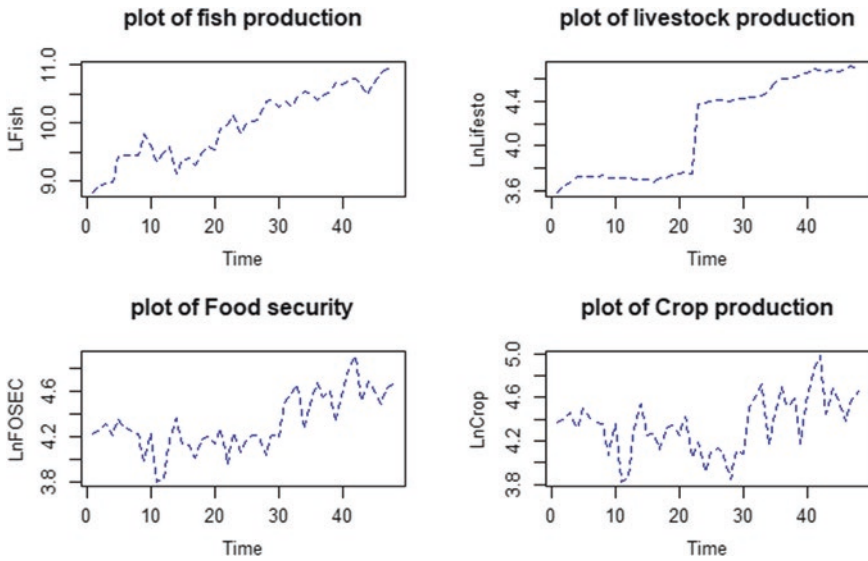 plot of fish production
LFish
11.0
10.0
9.0
0 10 20 30 40
Time
plot of livestock production
LnLifesto
4.4
4.0
3.6
0 10 20 30 40
Time
plot of Food security
LnFOSEC
4.6
4.2
3.8
0 10 20 30 40
Time
plot of Crop production
LnCrop
5.0
4.6
4.2
3.8
0 10 20 30 40
Time